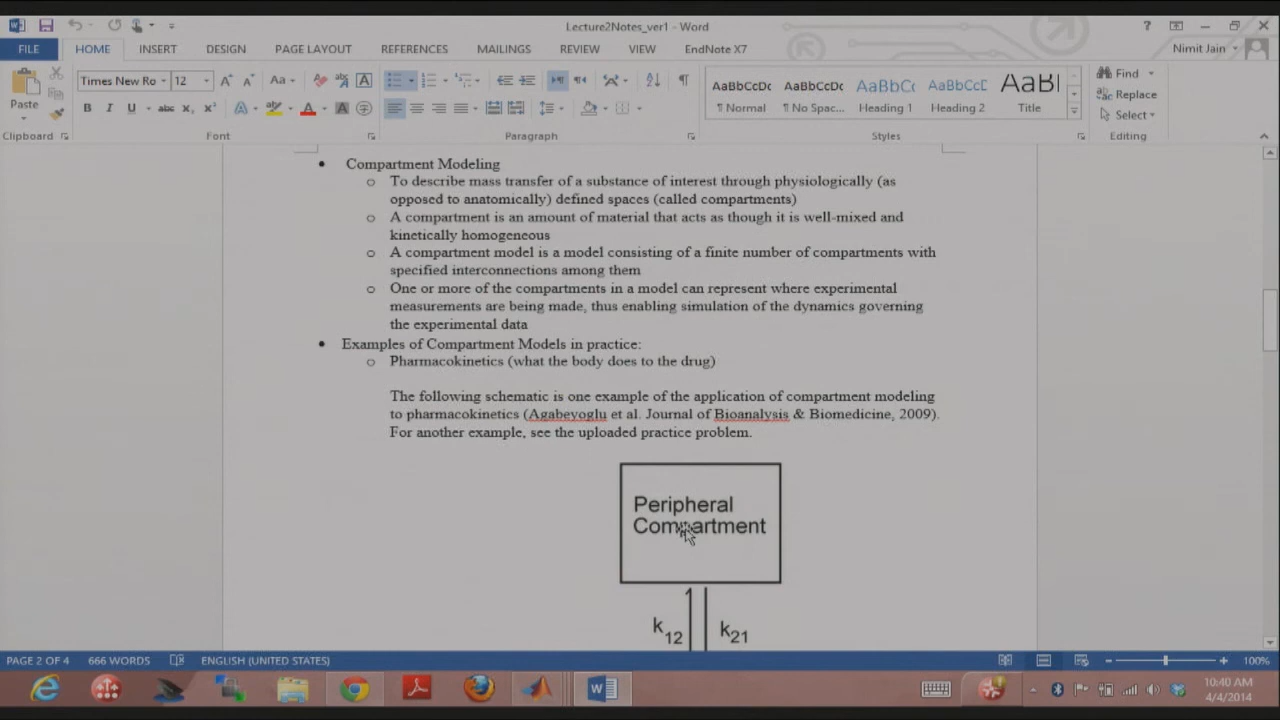 Lecture2Notes_ver1 - Word
?
FILE HOME INSERT DESIGN PAGE LAYOUT REFERENCES MAILINGS REVIEW VIEW EndNote X7
Nimit Jain
Times New Ro 12
Paste
B I U abc X₂ X²
AaBbCcDc AaBbCcDc AaBbCc AaBbCcD AaBb
¶ Normal ¶ No Spac... Heading 1 Heading 2 Title
Find
Replace
Select
Clipboard Font Paragraph Styles Editing
• Compartment Modeling
o To describe mass transfer of a substance of interest through physiologically (as
opposed to anatomically) defined spaces (called compartments)
o A compartment is an amount of material that acts as though it is well-mixed and
kinetically homogeneous
o A compartment model is a model consisting of a finite number of compartments with
specified interconnections among them
o One or more of the compartments in a model can represent where experimental
measurements are being made, thus enabling simulation of the dynamics governing
the experimental data
• Examples of Compartment Models in practice:
o Pharmacokinetics (what the body does to the drug)
The following schematic is one example of the application of compartment modeling
to pharmacokinetics (Agabeyoglu et al. Journal of Bioanalysis & Biomedicine, 2009).
For another example, see the uploaded practice problem.
Peripheral
Compartment
k12 k21
PAGE 2 OF 4 666 WORDS ENGLISH (UNITED STATES) 100%
10:40 AM
4/4/2014